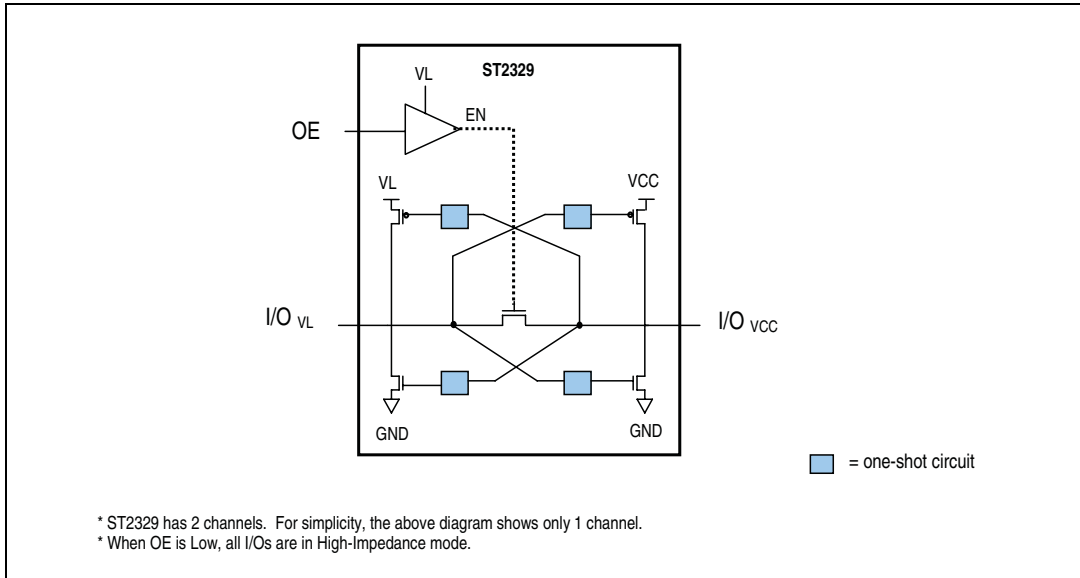 ST2329
VL
EN
OE
VL
VCC
I/O VL
I/O VCC
GND
GND
= one-shot circuit
* ST2329 has 2 channels. For simplicity, the above diagram shows only 1 channel.
* When OE is Low, all I/Os are in High-Impedance mode.